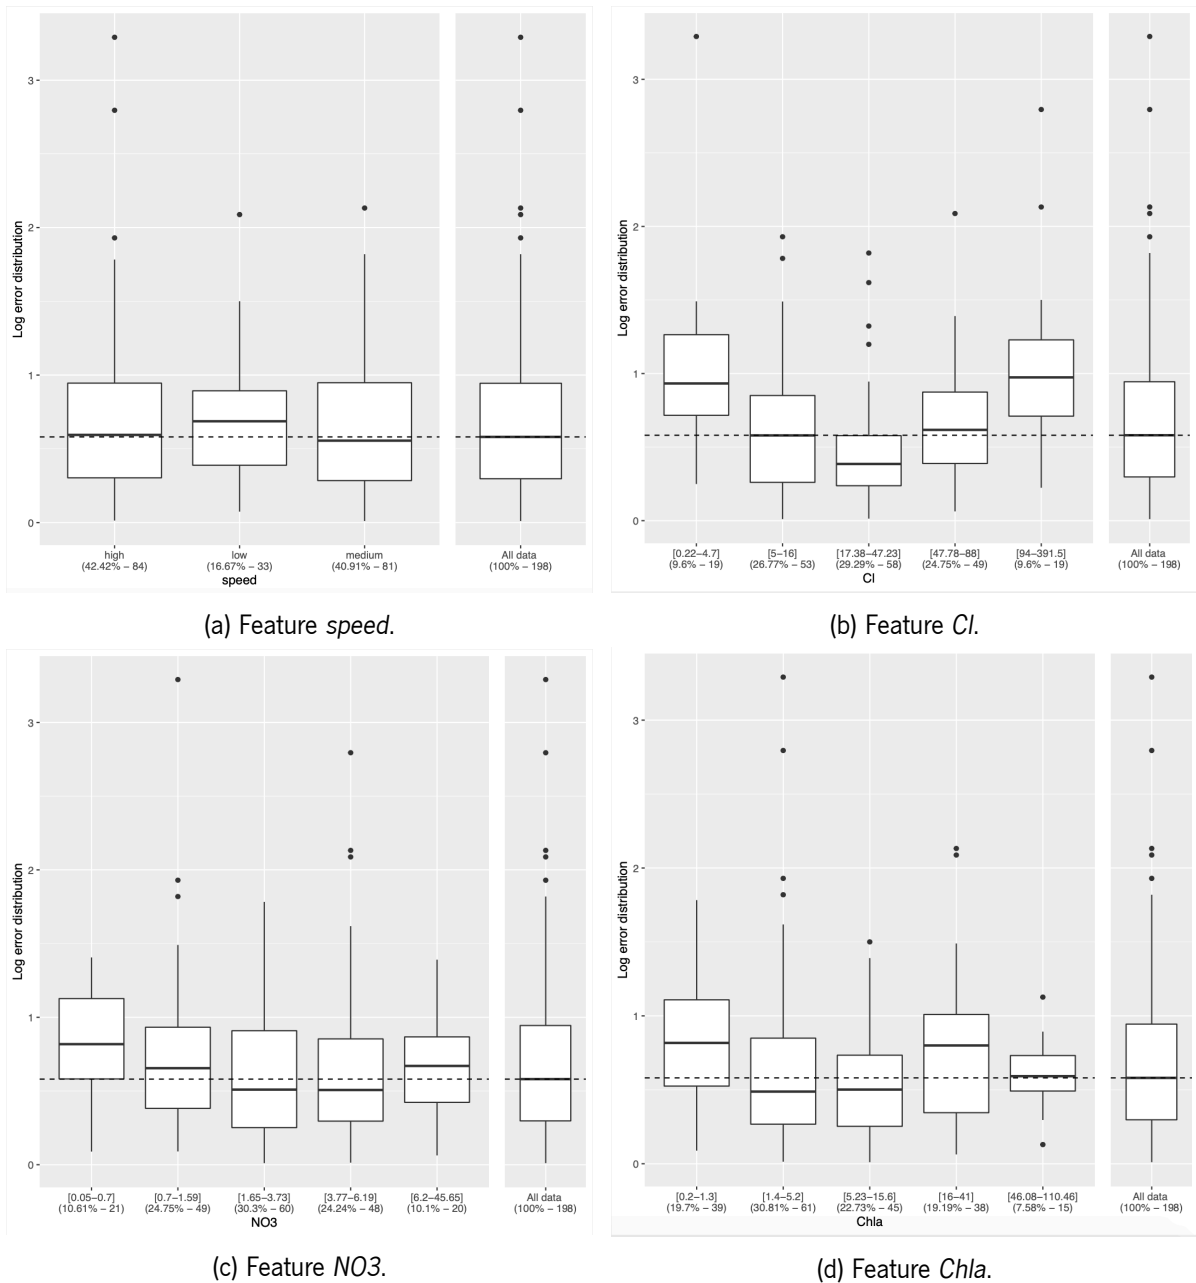 Log error distribution
3
2
1
0
high low medium All data
(42.42% − 84) (16.67% − 33) (40.91% − 81) (100% − 198)
speed
(a) Feature speed.
Log error distribution
3
2
1
0
[0.22−4.7] [5−16] [17.38−47.23] [47.78−88] [94−391.5] All data
(9.6% − 19) (26.77% − 53) (29.29% − 58) (24.75% − 49) (9.6% − 19) (100% − 198)
Cl
(b) Feature Cl.
Log error distribution
3
2
1
0
[0.05−0.7] [0.7−1.59] [1.65−3.73] [3.77−6.19] [6.2−45.65] All data
(10.61% − 21) (24.75% − 49) (30.3% − 60) (24.24% − 48) (10.1% − 20) (100% − 198)
NO3
(c) Feature NO3.
Log error distribution
3
2
1
0
[0.2−1.3] [1.4−5.2] [5.23−15.6] [16−41] [46.08−110.46] All data
(19.7% − 39) (30.81% − 61) (22.73% − 45) (19.19% − 38) (7.58% − 15) (100% − 198)
Chla
(d) Feature Chla.